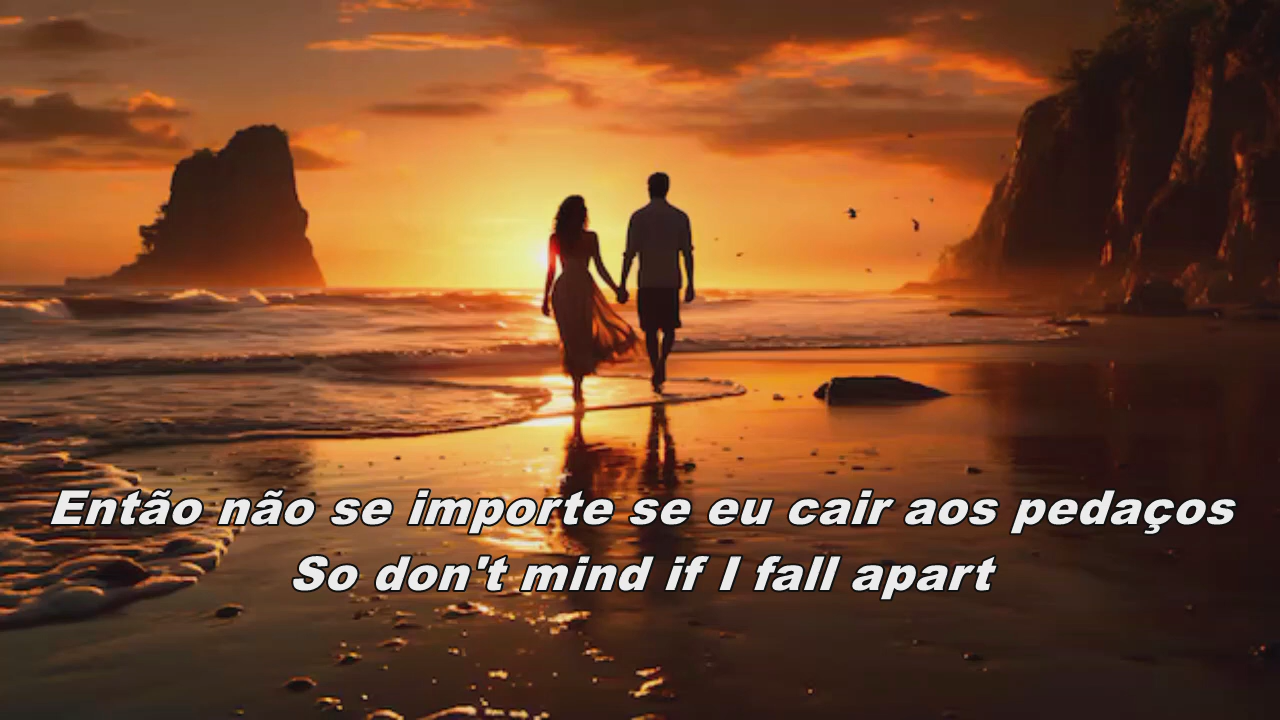 Então não se importe se eu cair aos pedaços
So don't mind if I fall apart